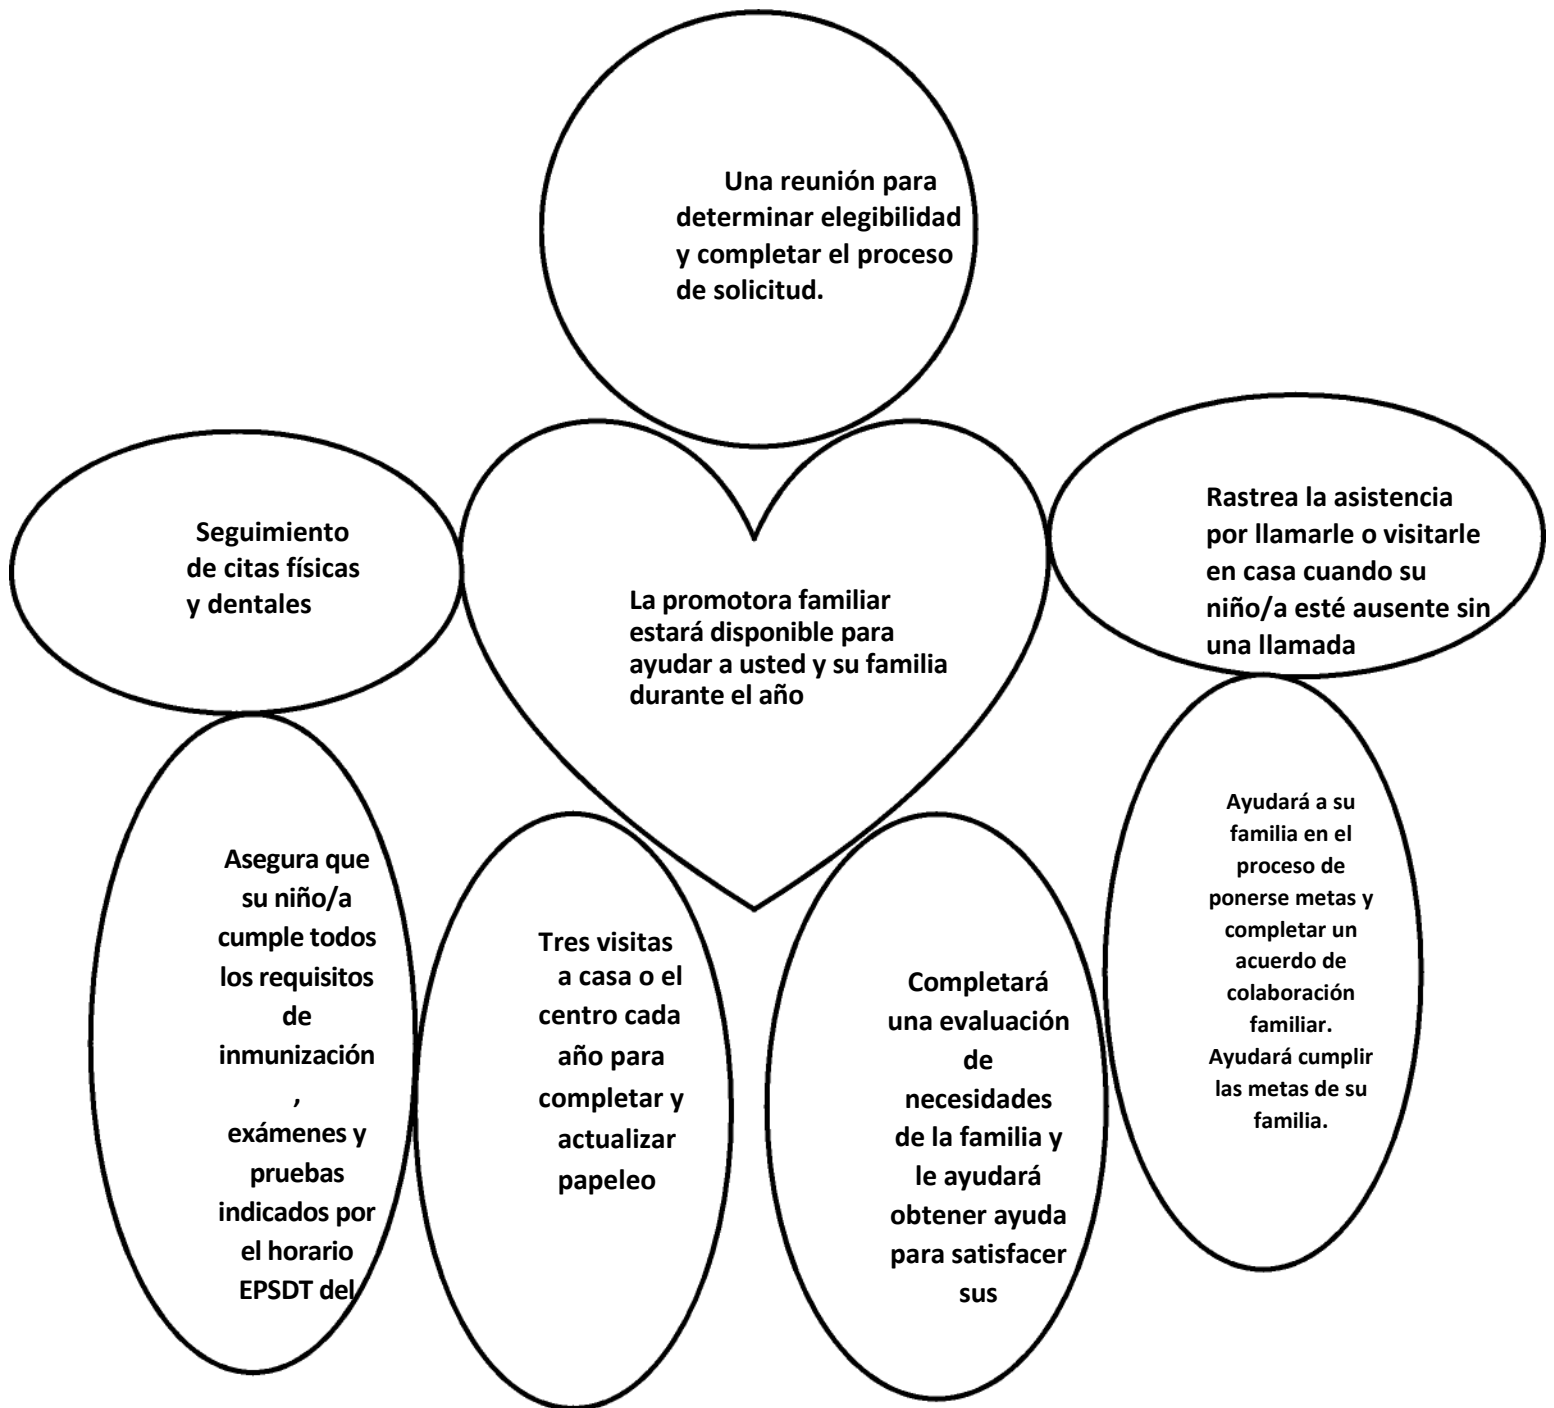 Una reunión para
determinar elegibilidad
y completar el proceso
de solicitud.
Seguimiento
de citas físicas
y dentales
La promotora familiar
estará disponible para
ayudar a usted y su familia
durante el año
Rastrea la asistencia
por llamarle o visitarle
en casa cuando su
niño/a esté ausente sin
una llamada
Asegura que
su niño/a
cumple todos
los requisitos
de
inmunización
,
exámenes y
pruebas
indicados por
el horario
EPSDT del
Tres visitas
a casa o el
centro cada
año para
completar y
actualizar
papeleo
Completará
una evaluación
de
necesidades
de la familia y
le ayudará
obtener ayuda
para satisfacer
sus
Ayudará a su
familia en el
proceso de
ponerse metas y
completar un
acuerdo de
colaboración
familiar.
Ayudará cumplir
las metas de su
familia.